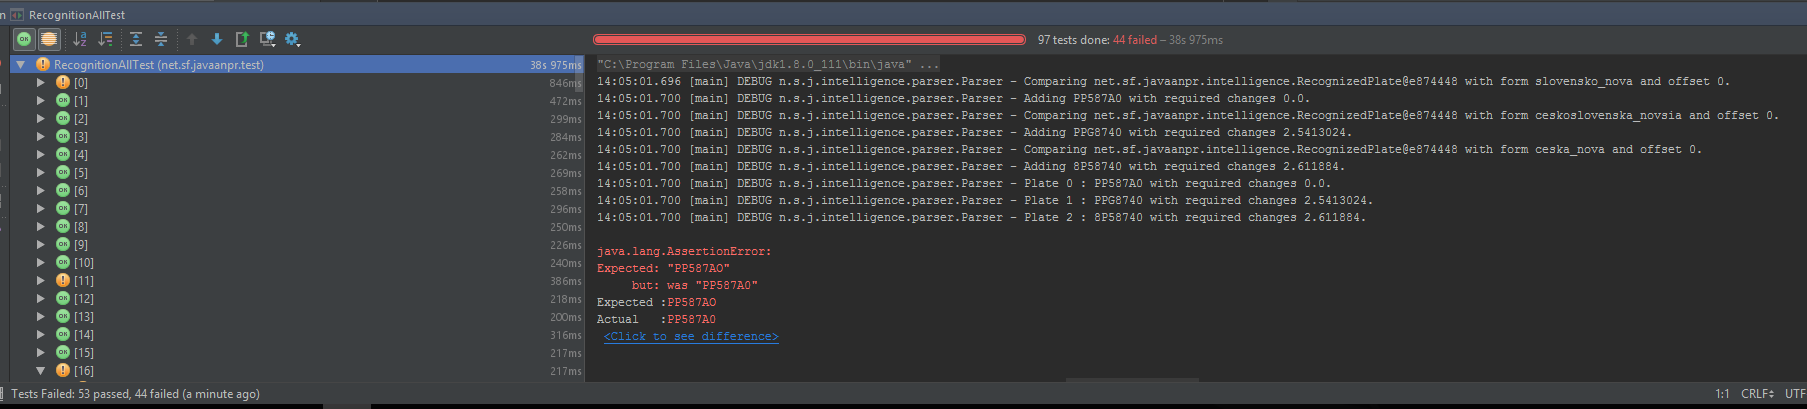 RecognitionAllTest
97 tests done: 44 failed – 38s 975ms
RecognitionAllTest (net.sf.javaanpr.test) 38s 975ms
[0] 846ms
[1] 472ms
[2] 299ms
[3] 284ms
[4] 262ms
[5] 269ms
[6] 258ms
[7] 296ms
[8] 250ms
[9] 226ms
[10] 240ms
[11] 386ms
[12] 218ms
[13] 200ms
[14] 316ms
[15] 217ms
[16] 217ms
"C:\Program Files\Java\jdk1.8.0_111\bin\java" ...
14:05:01.696 [main] DEBUG n.s.j.intelligence.parser.Parser - Comparing net.sf.javaanpr.intelligence.RecognizedPlate@e874448 with form slovensko_nova and offset 0.
14:05:01.700 [main] DEBUG n.s.j.intelligence.parser.Parser - Adding PP587A0 with required changes 0.0.
14:05:01.700 [main] DEBUG n.s.j.intelligence.parser.Parser - Comparing net.sf.javaanpr.intelligence.RecognizedPlate@e874448 with form ceskoslovenska_novsia and offset 0.
14:05:01.700 [main] DEBUG n.s.j.intelligence.parser.Parser - Adding PPG8740 with required changes 2.5413024.
14:05:01.700 [main] DEBUG n.s.j.intelligence.parser.Parser - Comparing net.sf.javaanpr.intelligence.RecognizedPlate@e874448 with form ceska_nova and offset 0.
14:05:01.700 [main] DEBUG n.s.j.intelligence.parser.Parser - Adding 8P58740 with required changes 2.611884.
14:05:01.700 [main] DEBUG n.s.j.intelligence.parser.Parser - Plate 0 : PP587A0 with required changes 0.0.
14:05:01.700 [main] DEBUG n.s.j.intelligence.parser.Parser - Plate 1 : PPG8740 with required changes 2.5413024.
14:05:01.700 [main] DEBUG n.s.j.intelligence.parser.Parser - Plate 2 : 8P58740 with required changes 2.611884.
java.lang.AssertionError:
Expected: "PP587AO"
but: was "PP587A0"
Expected :PP587AO
Actual :PP587A0
<Click to see difference>
Tests Failed: 53 passed, 44 failed (a minute ago) 1:1 CRLF UTF